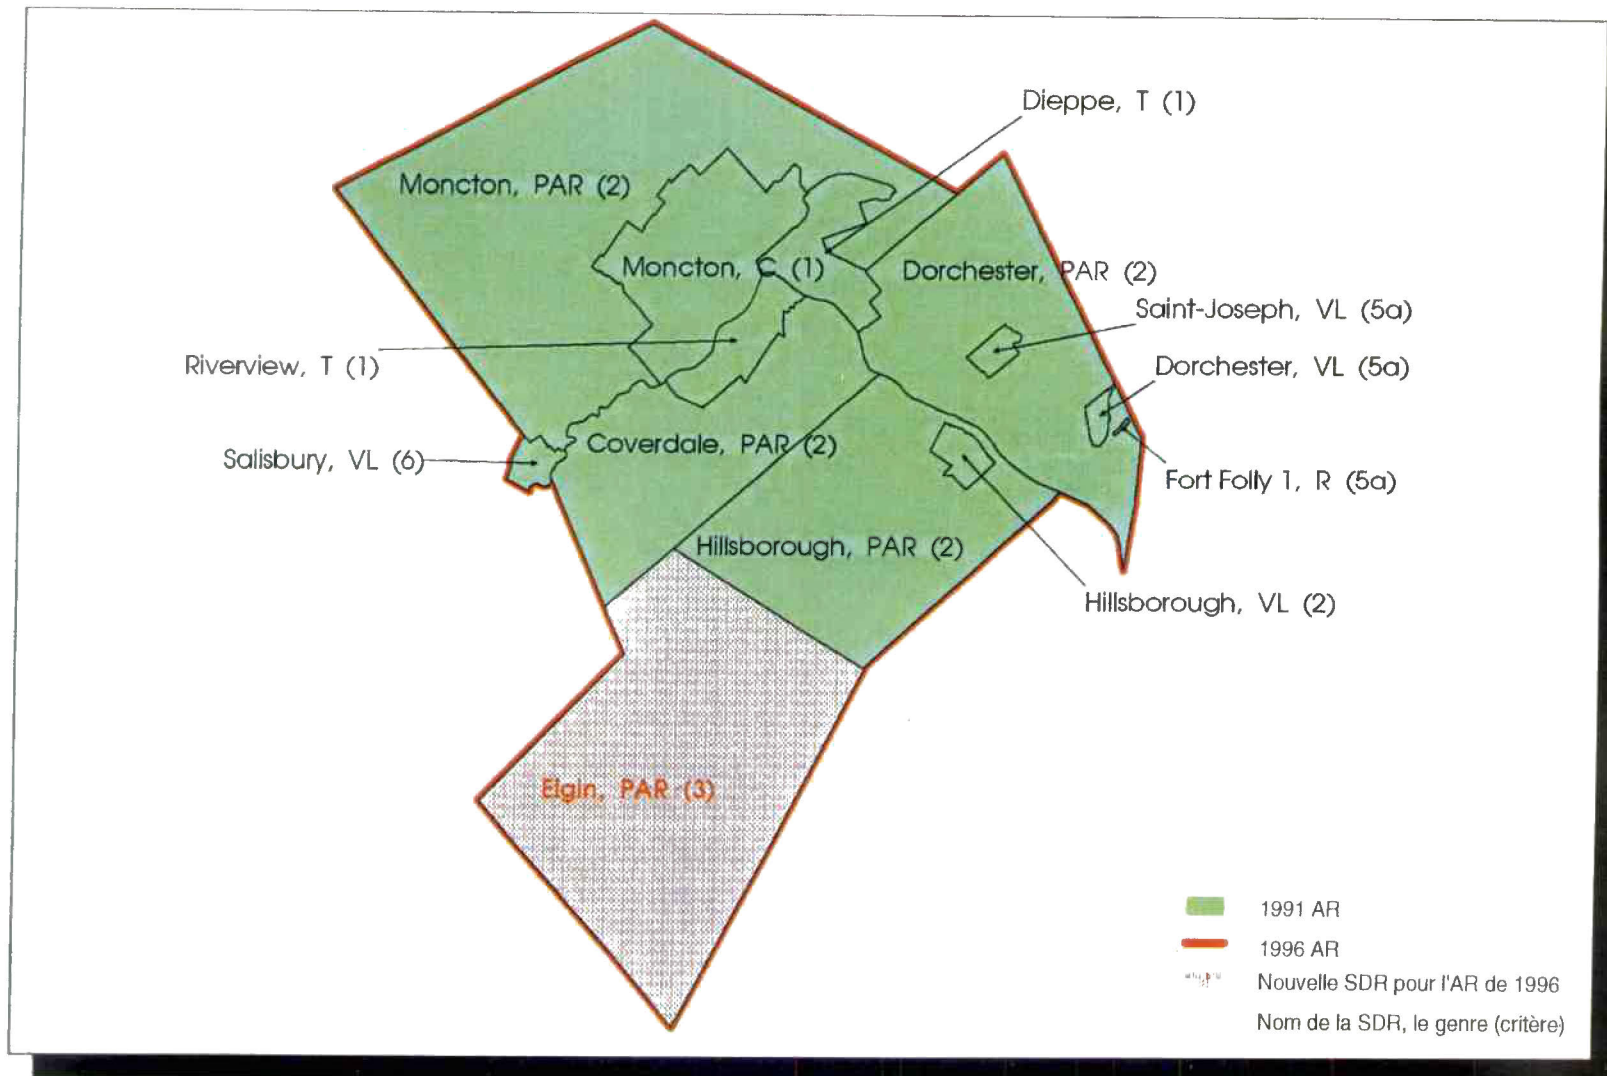 Dieppe, T (1)
Moncton, PAR (2)
Moncton, C (1)
Dorchester, PAR (2)
Saint-Joseph, VL (5a)
Riverview, T (1)
Dorchester, VL (5a)
Coverdale, PAR (2)
Salisbury, VL (6)
Fort Folly 1, R (5a)
Hillsborough, PAR (2)
Hillsborough, VL (2)
Elgin, PAR (3)
1991 AR
1996 AR
Nouvelle SDR pour l'AR de 1996
Nom de la SDR, le genre (critère)